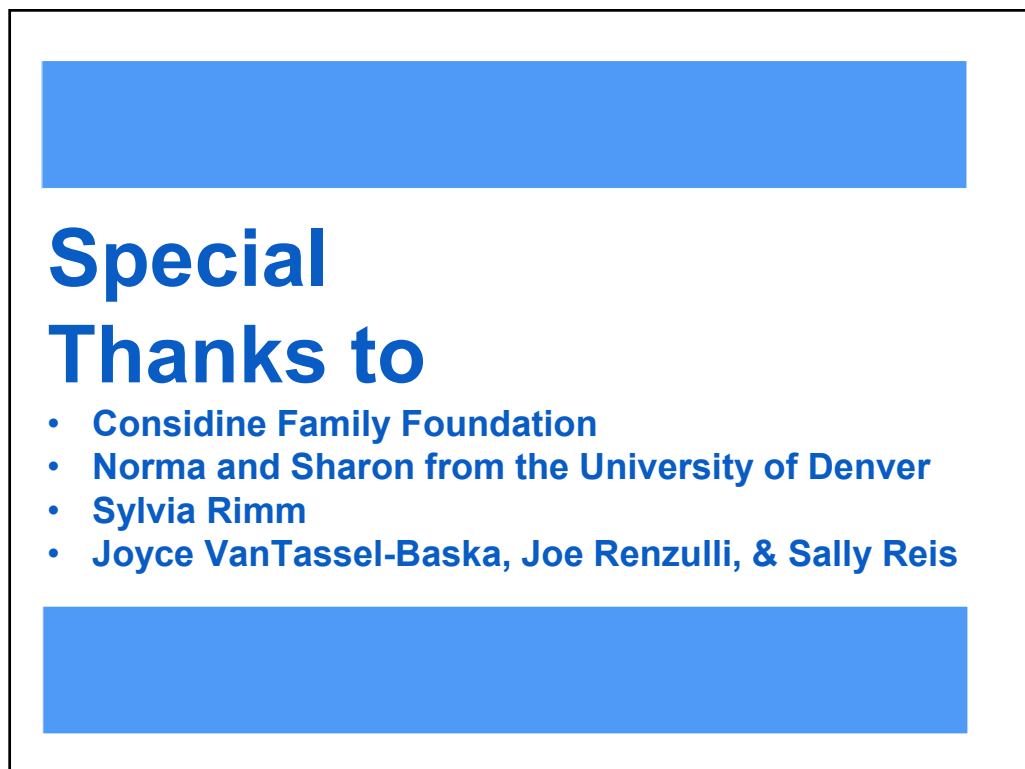 Special
Thanks to
• Considine Family Foundation
• Norma and Sharon from the University of Denver
• Sylvia Rimm
• Joyce VanTassel-Baska, Joe Renzulli, & Sally Reis